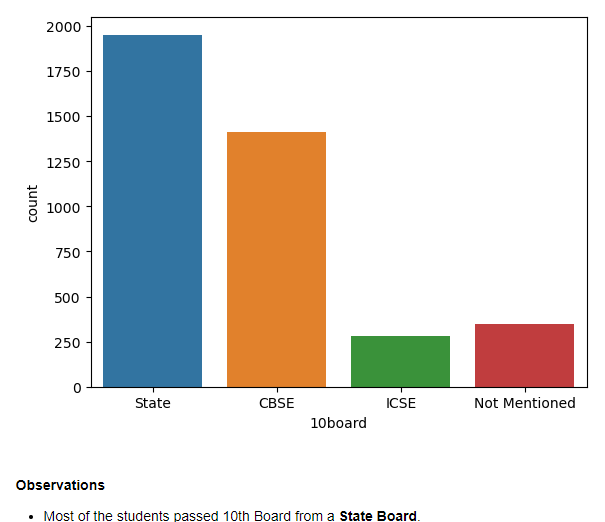 2000
1750
1500
1250
1000
750
500
250
0
count
State CBSE ICSE Not Mentioned
10board
Observations
• Most of the students passed 10th Board from a State Board.